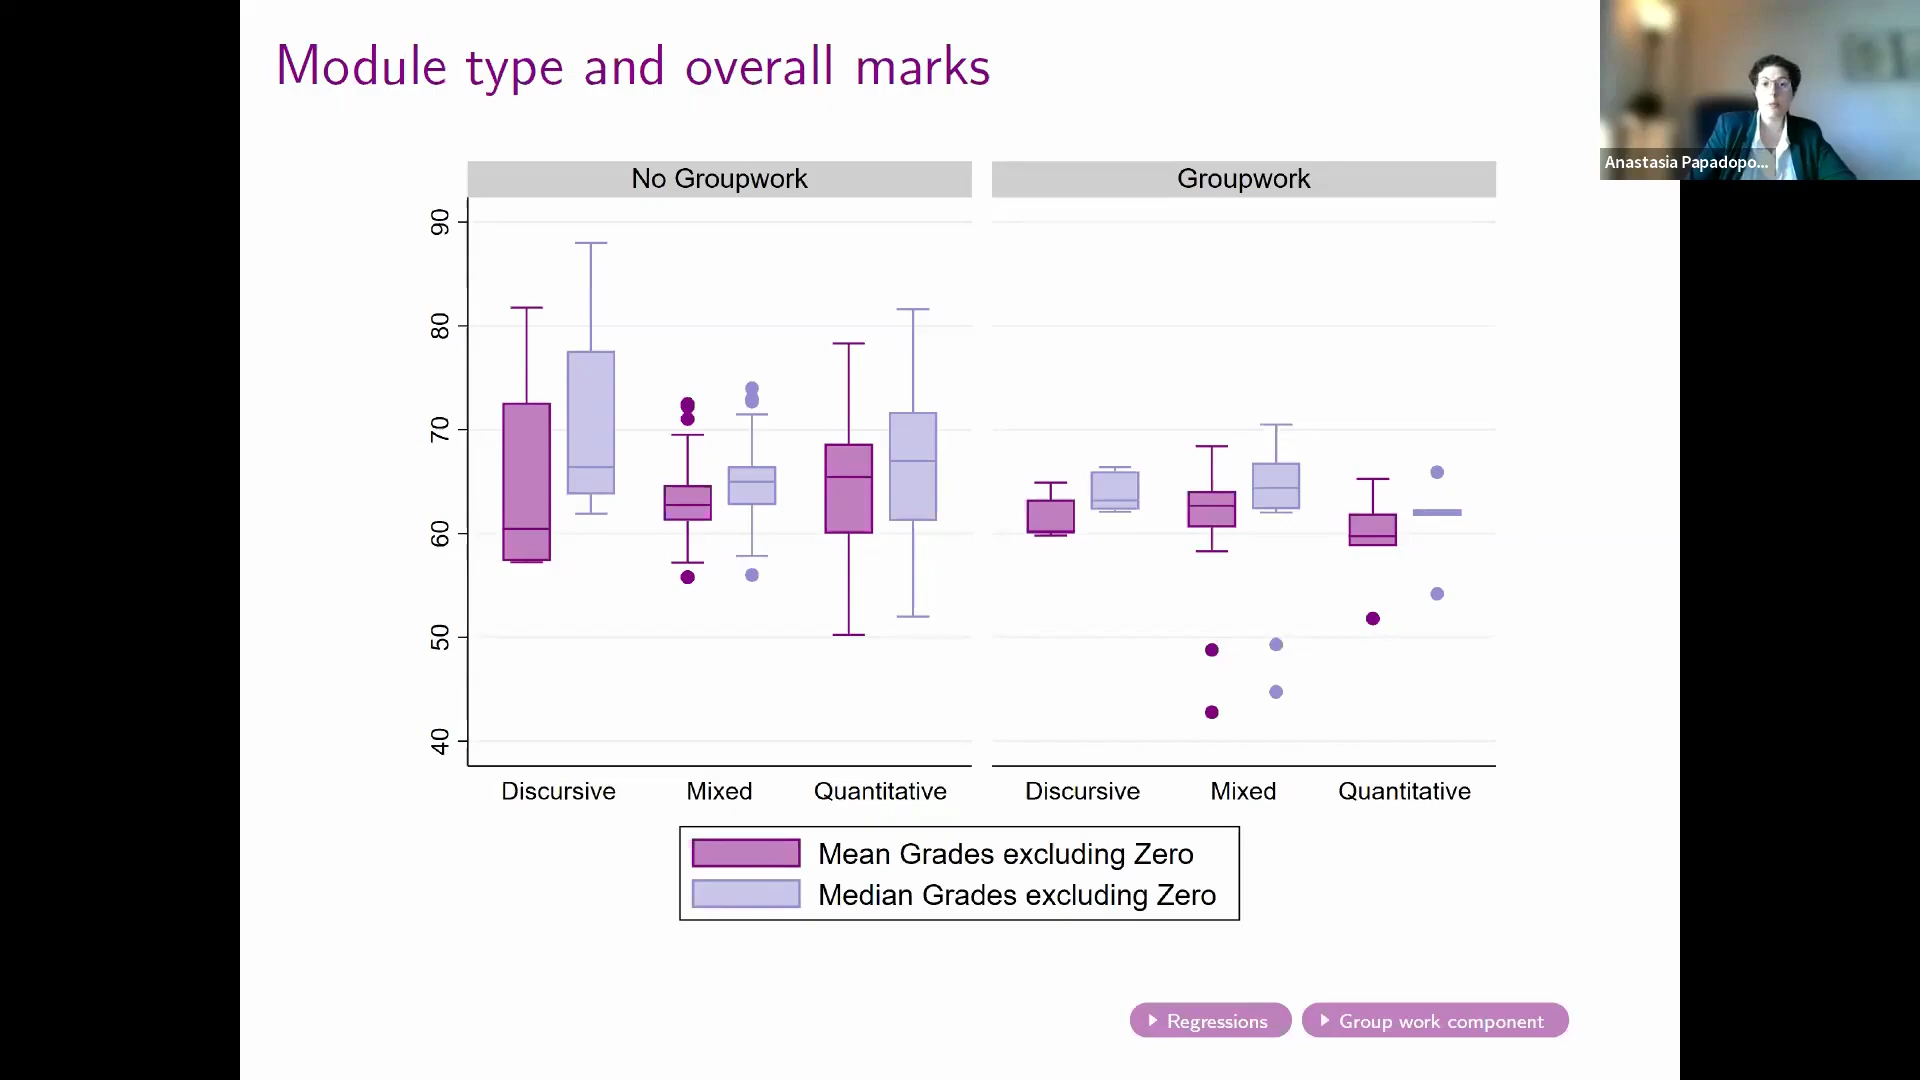 Module type and overall marks
Anastasia Papadopo...
No Groupwork
Groupwork
90
80
70
60
50
40
Discursive
Mixed
Quantitative
Discursive
Mixed
Quantitative
Mean Grades excluding Zero
Median Grades excluding Zero
Regressions
Group work component